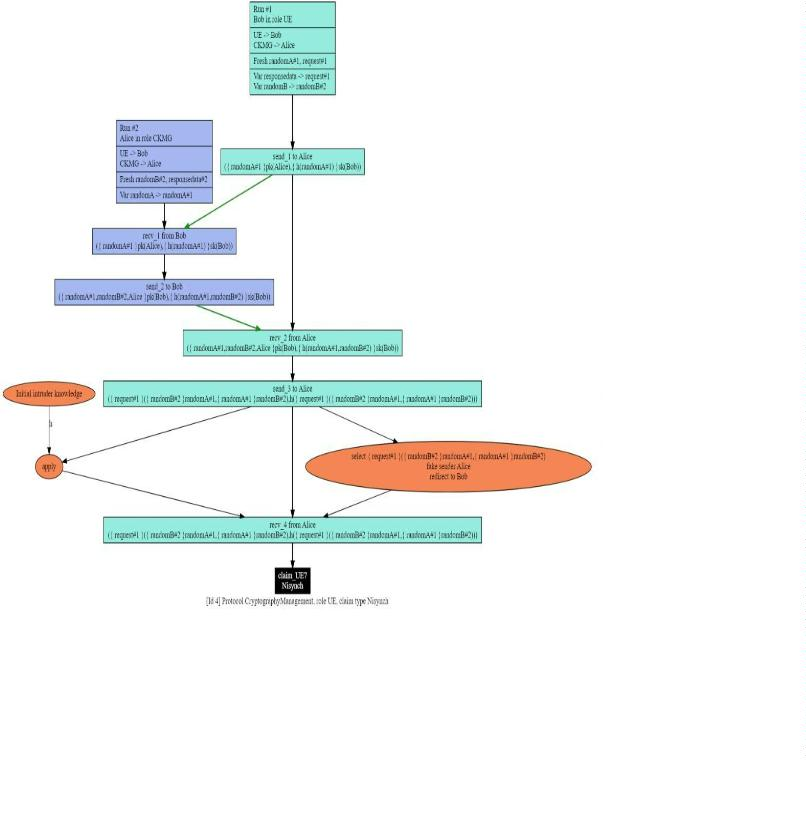 Run #1
Bob in role UE
UE -> Bob
CKMG -> Alice
Fresh randomA#1, request#1
Var responsedata -> request#1
Var randomB -> randomB#2
Run #2
Alice in role CKMG
UE -> Bob
CKMG -> Alice
Fresh randomB#2, responsedata#2
Var randomA -> randomA#1
send_1 to Alice
({ randomA#1 }pk(Alice),{ h(randomA#1) }sk(Bob))
recv_1 from Bob
({ randomA#1 }pk(Alice),{ h(randomA#1) }sk(Bob))
send_2 to Bob
({ randomA#1,randomB#2,Alice }pk(Bob),{ h(randomA#1,randomB#2) }sk(Bob))
recv_2 from Alice
({ randomA#1,randomB#2,Alice }pk(Bob),{ h(randomA#1,randomB#2) }sk(Bob))
send_3 to Alice
({ request#1 }({ randomB#2 }randomA#1,{ randomA#1 }randomB#2),h({ request#1 }({ randomB#2 }randomA#1,{ randomA#1 }randomB#2)))
Initial intruder knowledge
h
apply
select { request#1 }({ randomB#2 }randomA#1,{ randomA#1 }randomB#2)
fake sender Alice
redirect to Bob
recv_4 from Alice
({ request#1 }({ randomB#2 }randomA#1,{ randomA#1 }randomB#2),h({ request#1 }({ randomB#2 }randomA#1,{ randomA#1 }randomB#2)))
claim_UE7
Nisynch
[Id 4] Protocol CryptographyManagement, role UE, claim type Nisynch